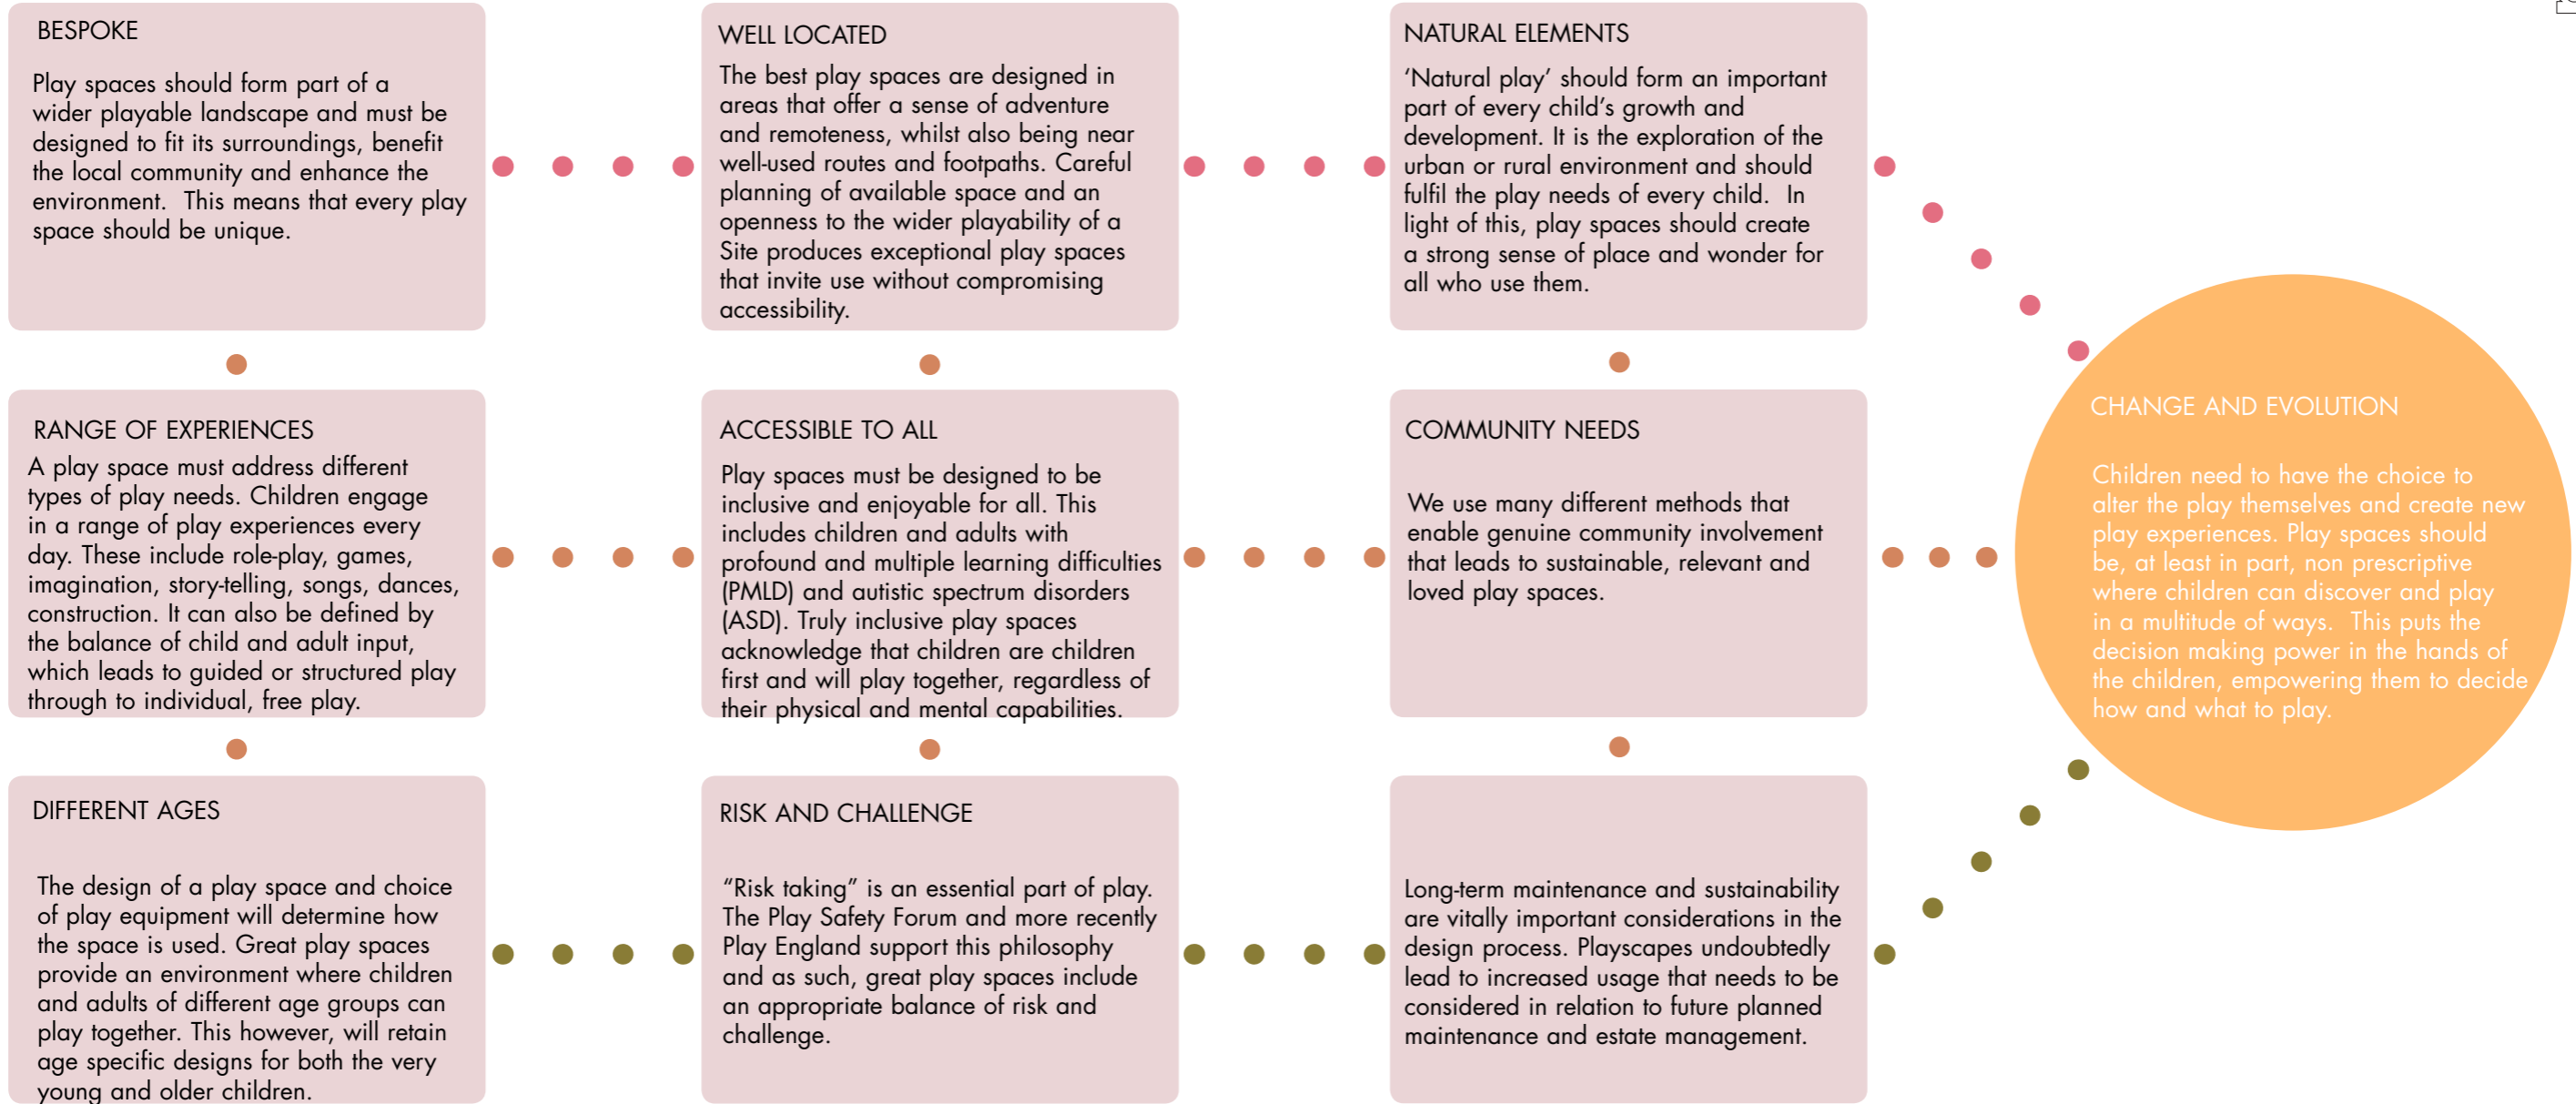 BESPOKE
Play spaces should form part of a
wider playable landscape and must be
designed to fit its surroundings, benefit
the local community and enhance the
environment.  This means that every play
space should be unique.
WELL LOCATED
The best play spaces are designed in
areas that offer a sense of adventure
and remoteness, whilst also being near
well-used routes and footpaths. Careful
planning of available space and an
openness to the wider playability of a
Site produces exceptional play spaces
that invite use without compromising
accessibility.
NATURAL ELEMENTS
‘Natural play’ should form an important
part of every child’s growth and
development. It is the exploration of the
urban or rural environment and should
fulfil the play needs of every child.  In
light of this, play spaces should create
a strong sense of place and wonder for
all who use them.
RANGE OF EXPERIENCES
A play space must address different
types of play needs. Children engage
in a range of play experiences every
day. These include role-play, games,
imagination, story-telling, songs, dances,
construction. It can also be defined by
the balance of child and adult input,
which leads to guided or structured play
through to individual, free play.
ACCESSIBLE TO ALL
Play spaces must be designed to be
inclusive and enjoyable for all. This
includes children and adults with
profound and multiple learning difficulties
(PMLD) and autistic spectrum disorders
(ASD). Truly inclusive play spaces
acknowledge that children are children
first and will play together, regardless of
their physical and mental capabilities.
COMMUNITY NEEDS
We use many different methods that
enable genuine community involvement
that leads to sustainable, relevant and
loved play spaces.
CHANGE AND EVOLUTION
Children need to have the choice to
alter the play themselves and create new
play experiences. Play spaces should
be, at least in part, non prescriptive
where children can discover and play
in a multitude of ways.  This puts the
decision making power in the hands of
the children, empowering them to decide
how and what to play.
DIFFERENT AGES
The design of a play space and choice
of play equipment will determine how
the space is used. Great play spaces
provide an environment where children
and adults of different age groups can
play together. This however, will retain
age specific designs for both the very
young and older children.
RISK AND CHALLENGE
“Risk taking” is an essential part of play.
The Play Safety Forum and more recently
Play England support this philosophy
and as such, great play spaces include
an appropriate balance of risk and
challenge.
Long-term maintenance and sustainability
are vitally important considerations in the
design process. Playscapes undoubtedly
lead to increased usage that needs to be
considered in relation to future planned
maintenance and estate management.